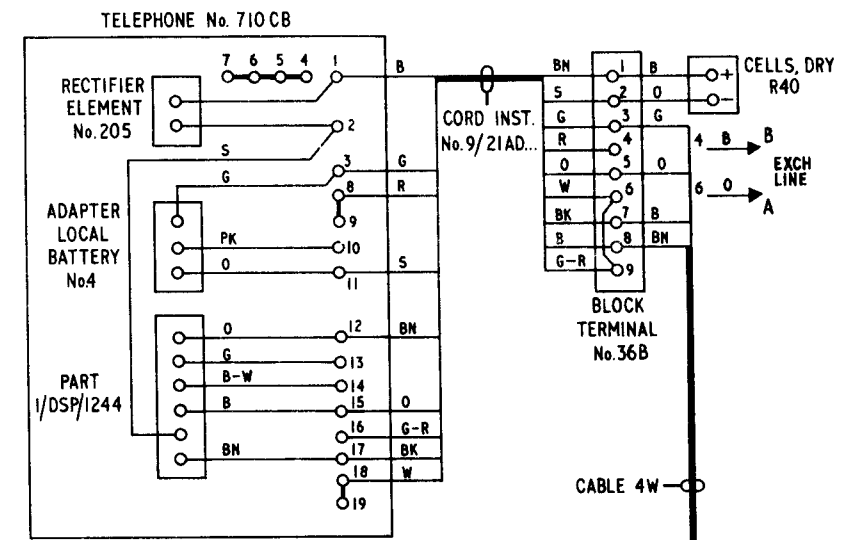 TELEPHONE No. 710 CB
7 6 5 4 1
B
RECTIFIER
ELEMENT
No. 205
2
S
3
G
G
8
R
9
ADAPTER
LOCAL
BATTERY
No.4
PK
10
O
11
S
O
12
BN
G
13
B-W
14
PART
1/DSP/1244
B
15
O
16
G-R
BN
17
BK
18
W
19
CORD INST.
No. 9/21AD...
BN 1 B
S 2 O
G 3 G
R 4
O 5 O
W 6
BK 7 B
B 8 BN
G-R 9
BLOCK
TERMINAL
No. 36B
+
-
CELLS, DRY
R40
4 B B
EXCH
LINE
6 O A
CABLE 4W